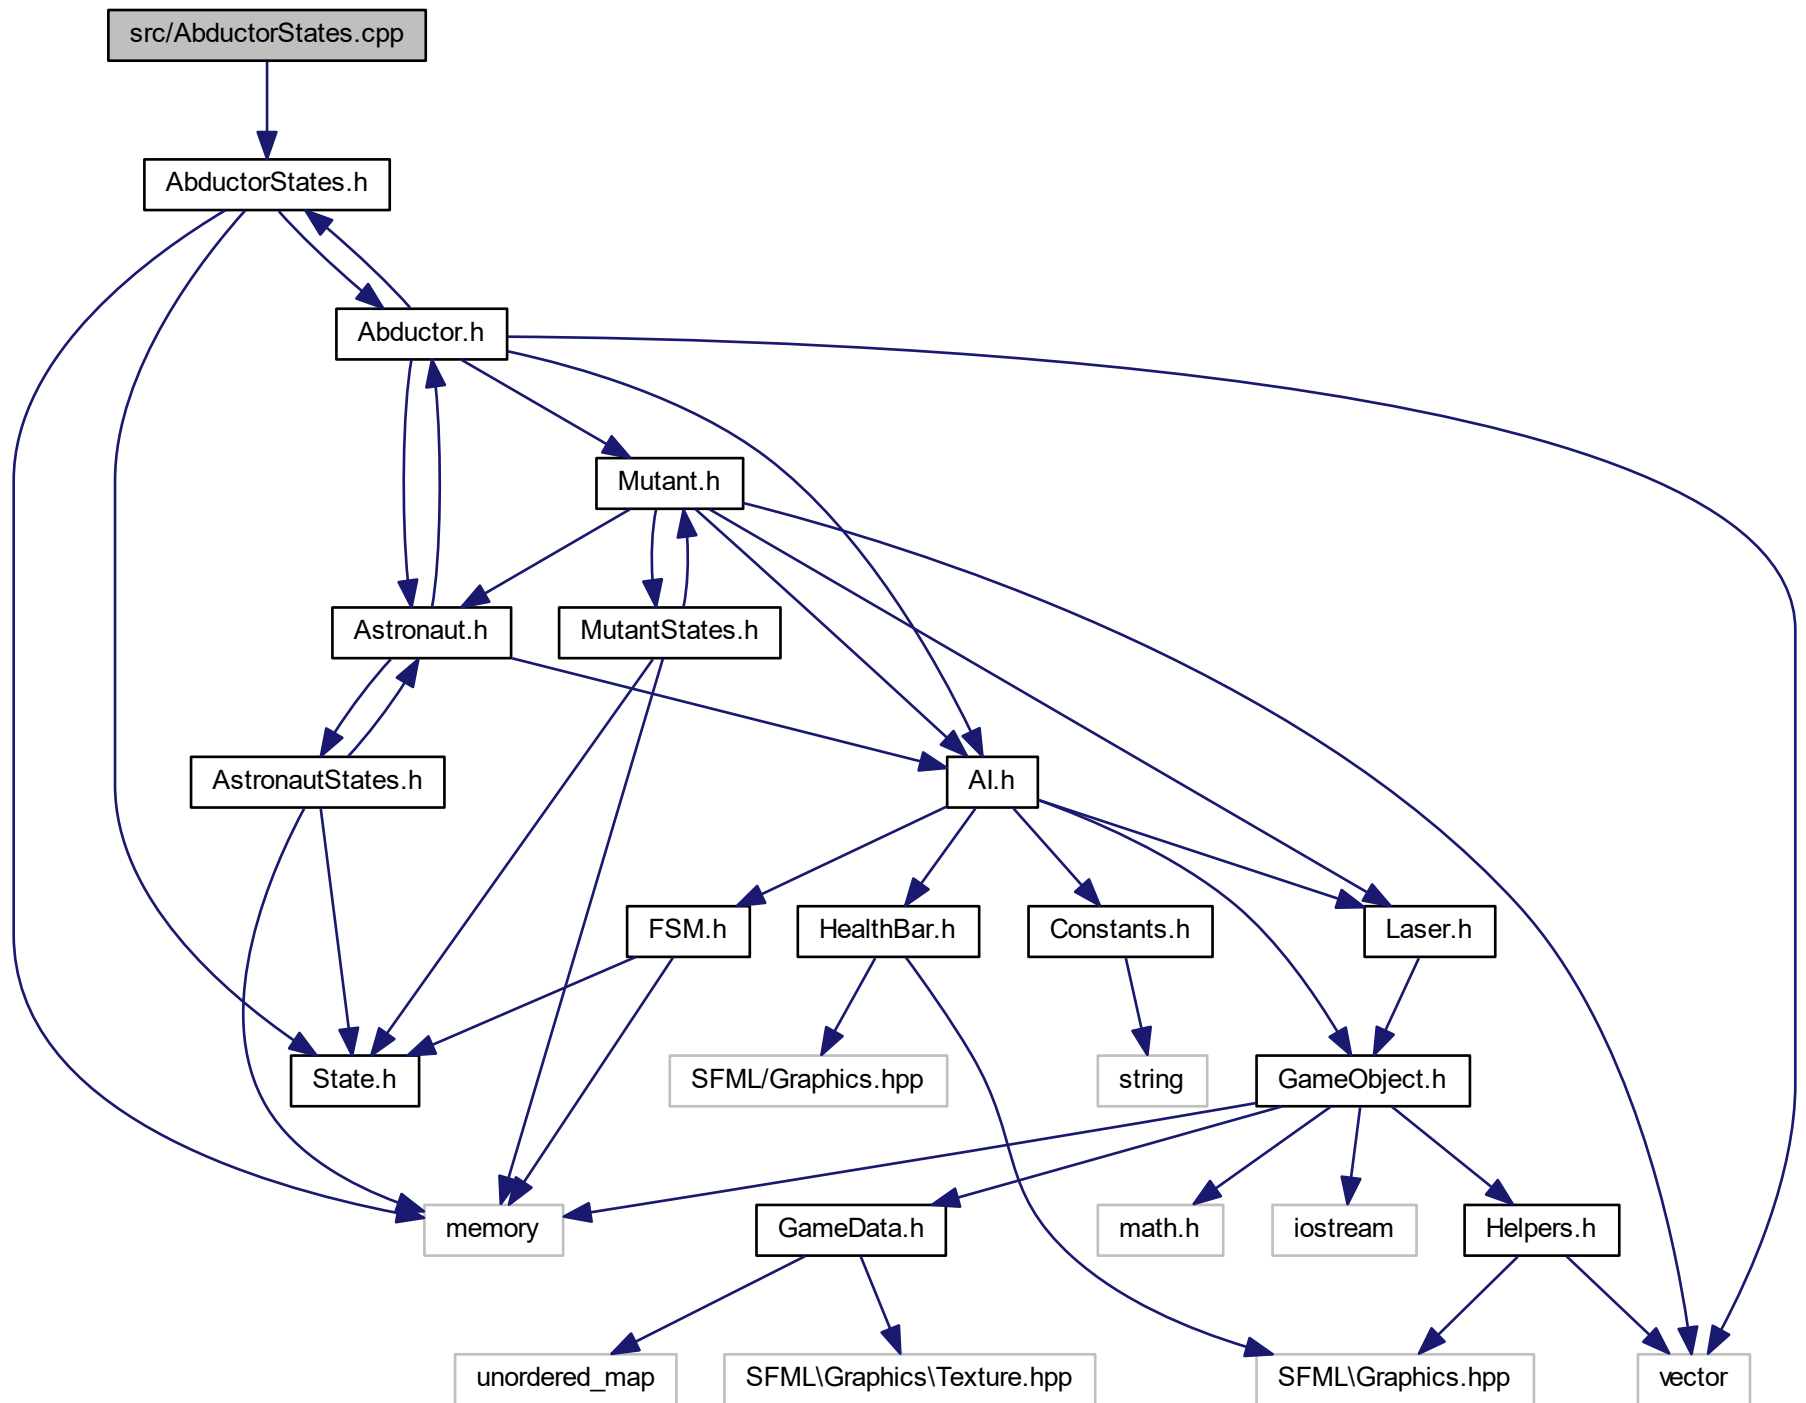 src/AbductorStates.cpp
AbductorStates.h
Abductor.h
Mutant.h
Astronaut.h
MutantStates.h
AstronautStates.h
AI.h
FSM.h
HealthBar.h
Constants.h
Laser.h
State.h
SFML/Graphics.hpp
string
GameObject.h
memory
GameData.h
math.h
iostream
Helpers.h
unordered_map
SFML\Graphics\Texture.hpp
SFML\Graphics.hpp
vector